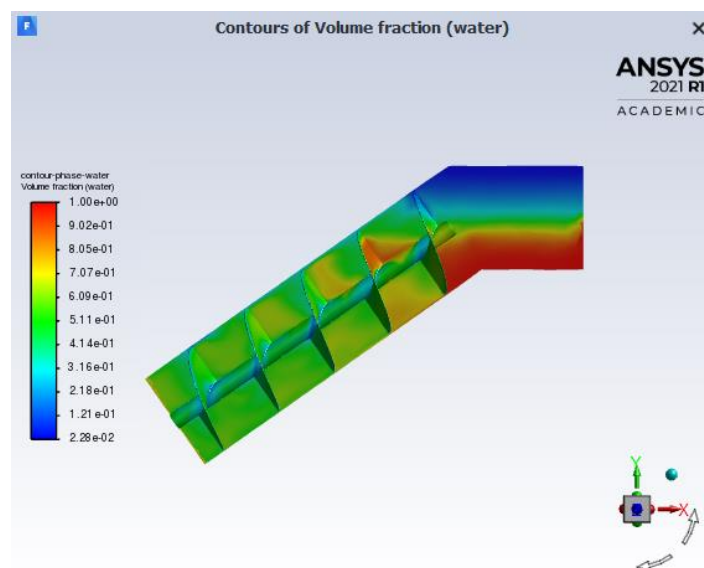 F
Contours of Volume fraction (water)
×
ANSYS
2021 R1
ACADEMIC
contour-phase-water
Volume fraction (water)
1.00e+00
9.02e-01
8.05e-01
7.07e-01
6.09e-01
5.11e-01
4.14e-01
3.16e-01
2.18e-01
1.21e-01
2.28e-02
Y
X